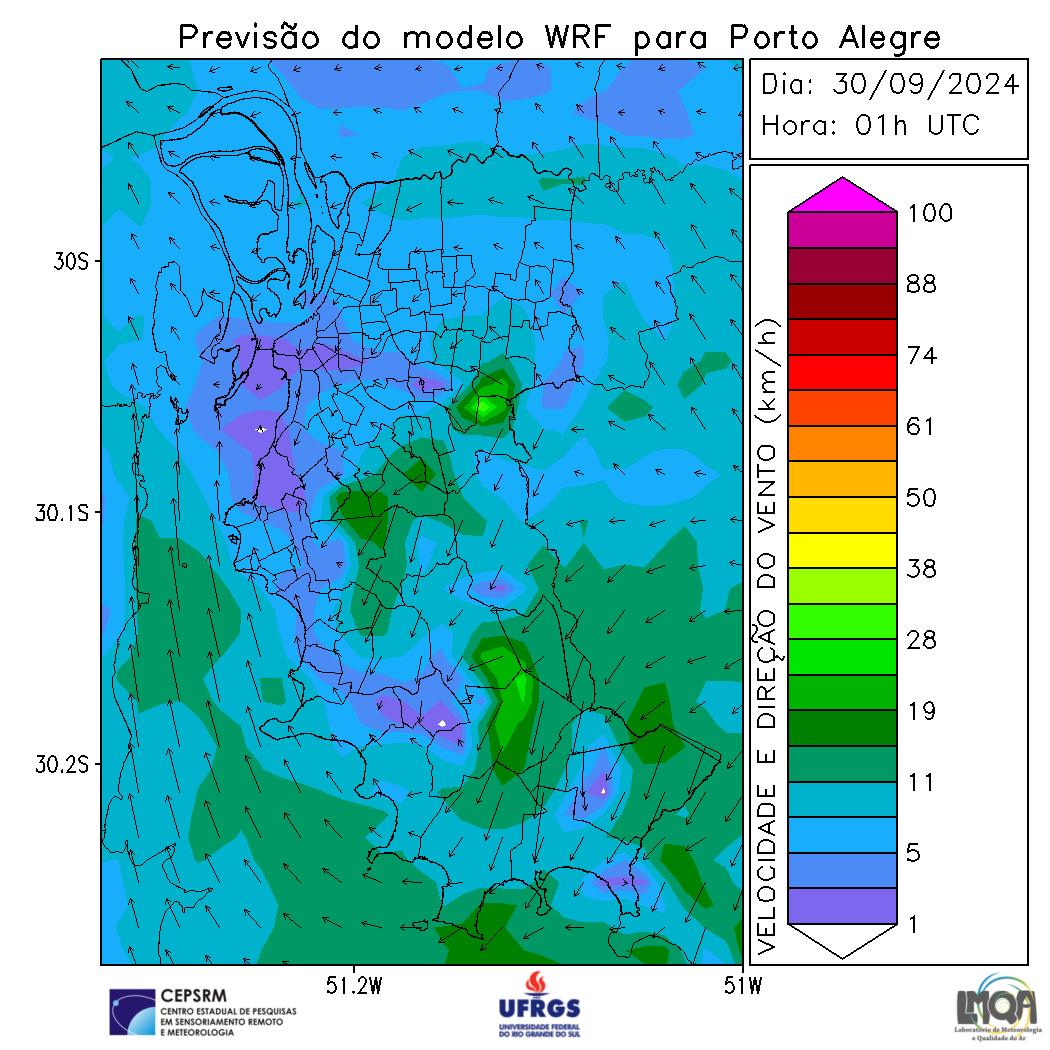 Previsão do modelo WRF para Porto Alegre
Dia: 30/09/2024
Hora: 01h UTC
30S
30.1S
30.2S
51.2W
51W
VELOCIDADE E DIREÇÃO DO VENTO (km/h)
100
88
74
61
50
38
28
19
11
5
1
CEPSRM
CENTRO ESTADUAL DE PESQUISAS
EM SENSORIAMENTO REMOTO
E METEOROLOGIA
UFRGS
UNIVERSIDADE FEDERAL
DO RIO GRANDE DO SUL
LMQA
Laboratório de Meteorologia
e Qualidade do Ar